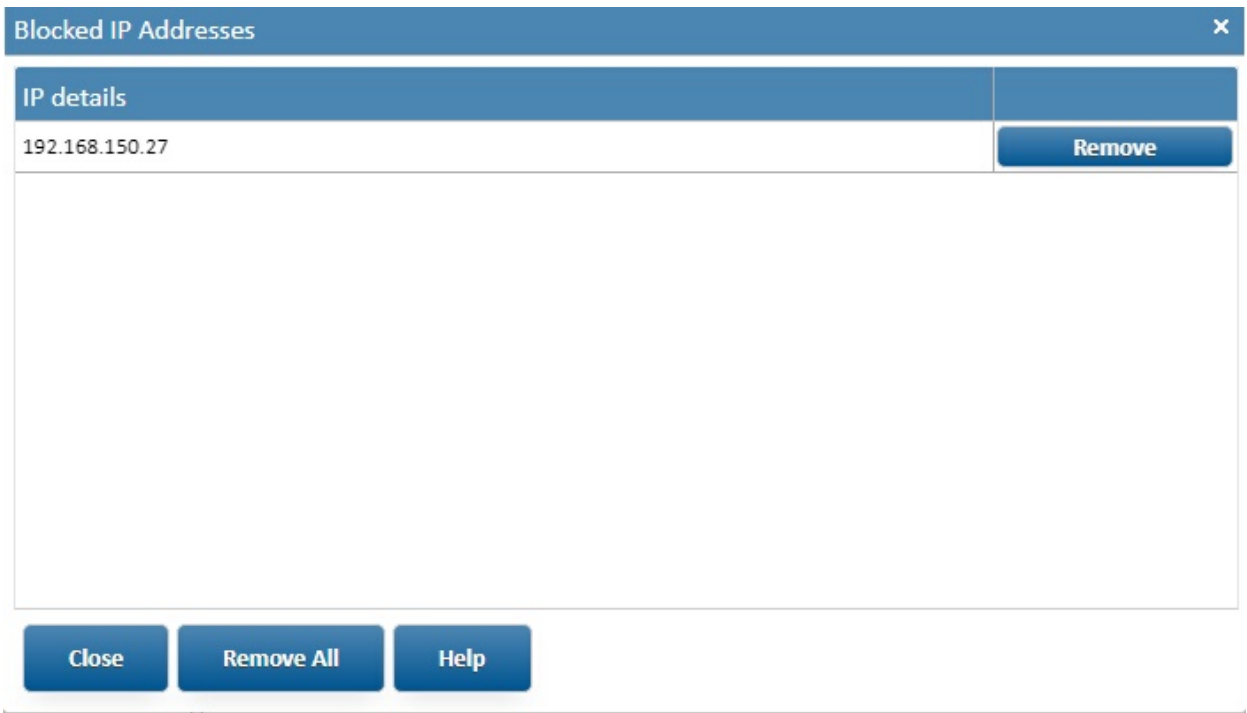 Blocked IP Addresses
IP details
192.168.150.27 Remove
Close Remove All Help